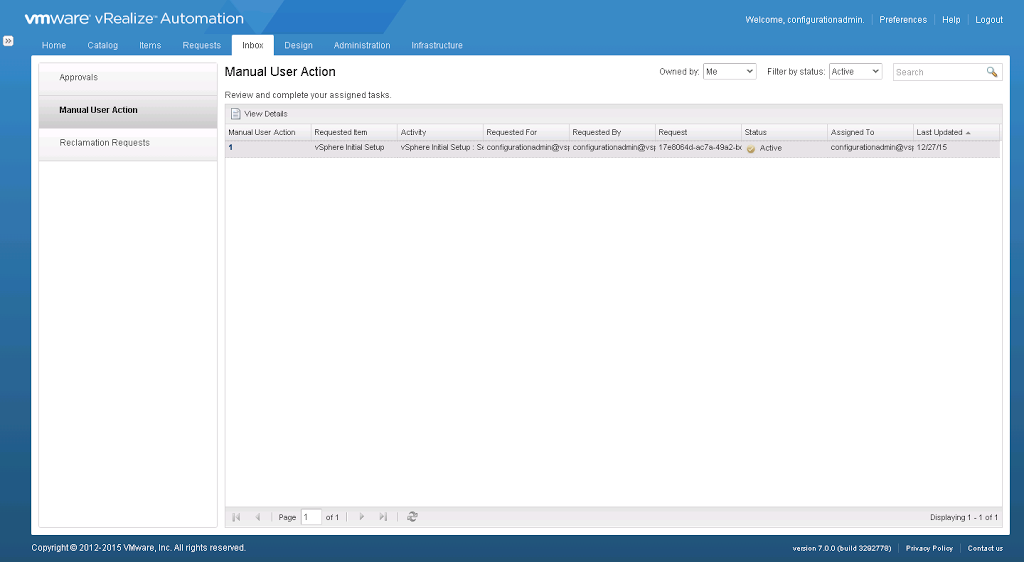 vmware® vRealize™ Automation
Welcome, configurationadmin. Preferences Help Logout
Home Catalog Items Requests Inbox Design Administration Infrastructure
Approvals
Manual User Action
Reclamation Requests
Manual User Action
Owned by: Me Filter by status: Active Search
Review and complete your assigned tasks.
View Details
Manual User Action Requested Item Activity Requested For Requested By Request Status Assigned To Last Updated
1 vSphere Initial Setup vSphere Initial Setup : Se configurationadmin@vsp configurationadmin@vsp 17e8064d-ac7a-49a2-bx Active configurationadmin@vsp 12/27/15
Page 1 of 1
Displaying 1 - 1 of 1
Copyright © 2012-2015 VMware, Inc. All rights reserved.
version 7.0.0 (build 3292778) Privacy Policy Contact us